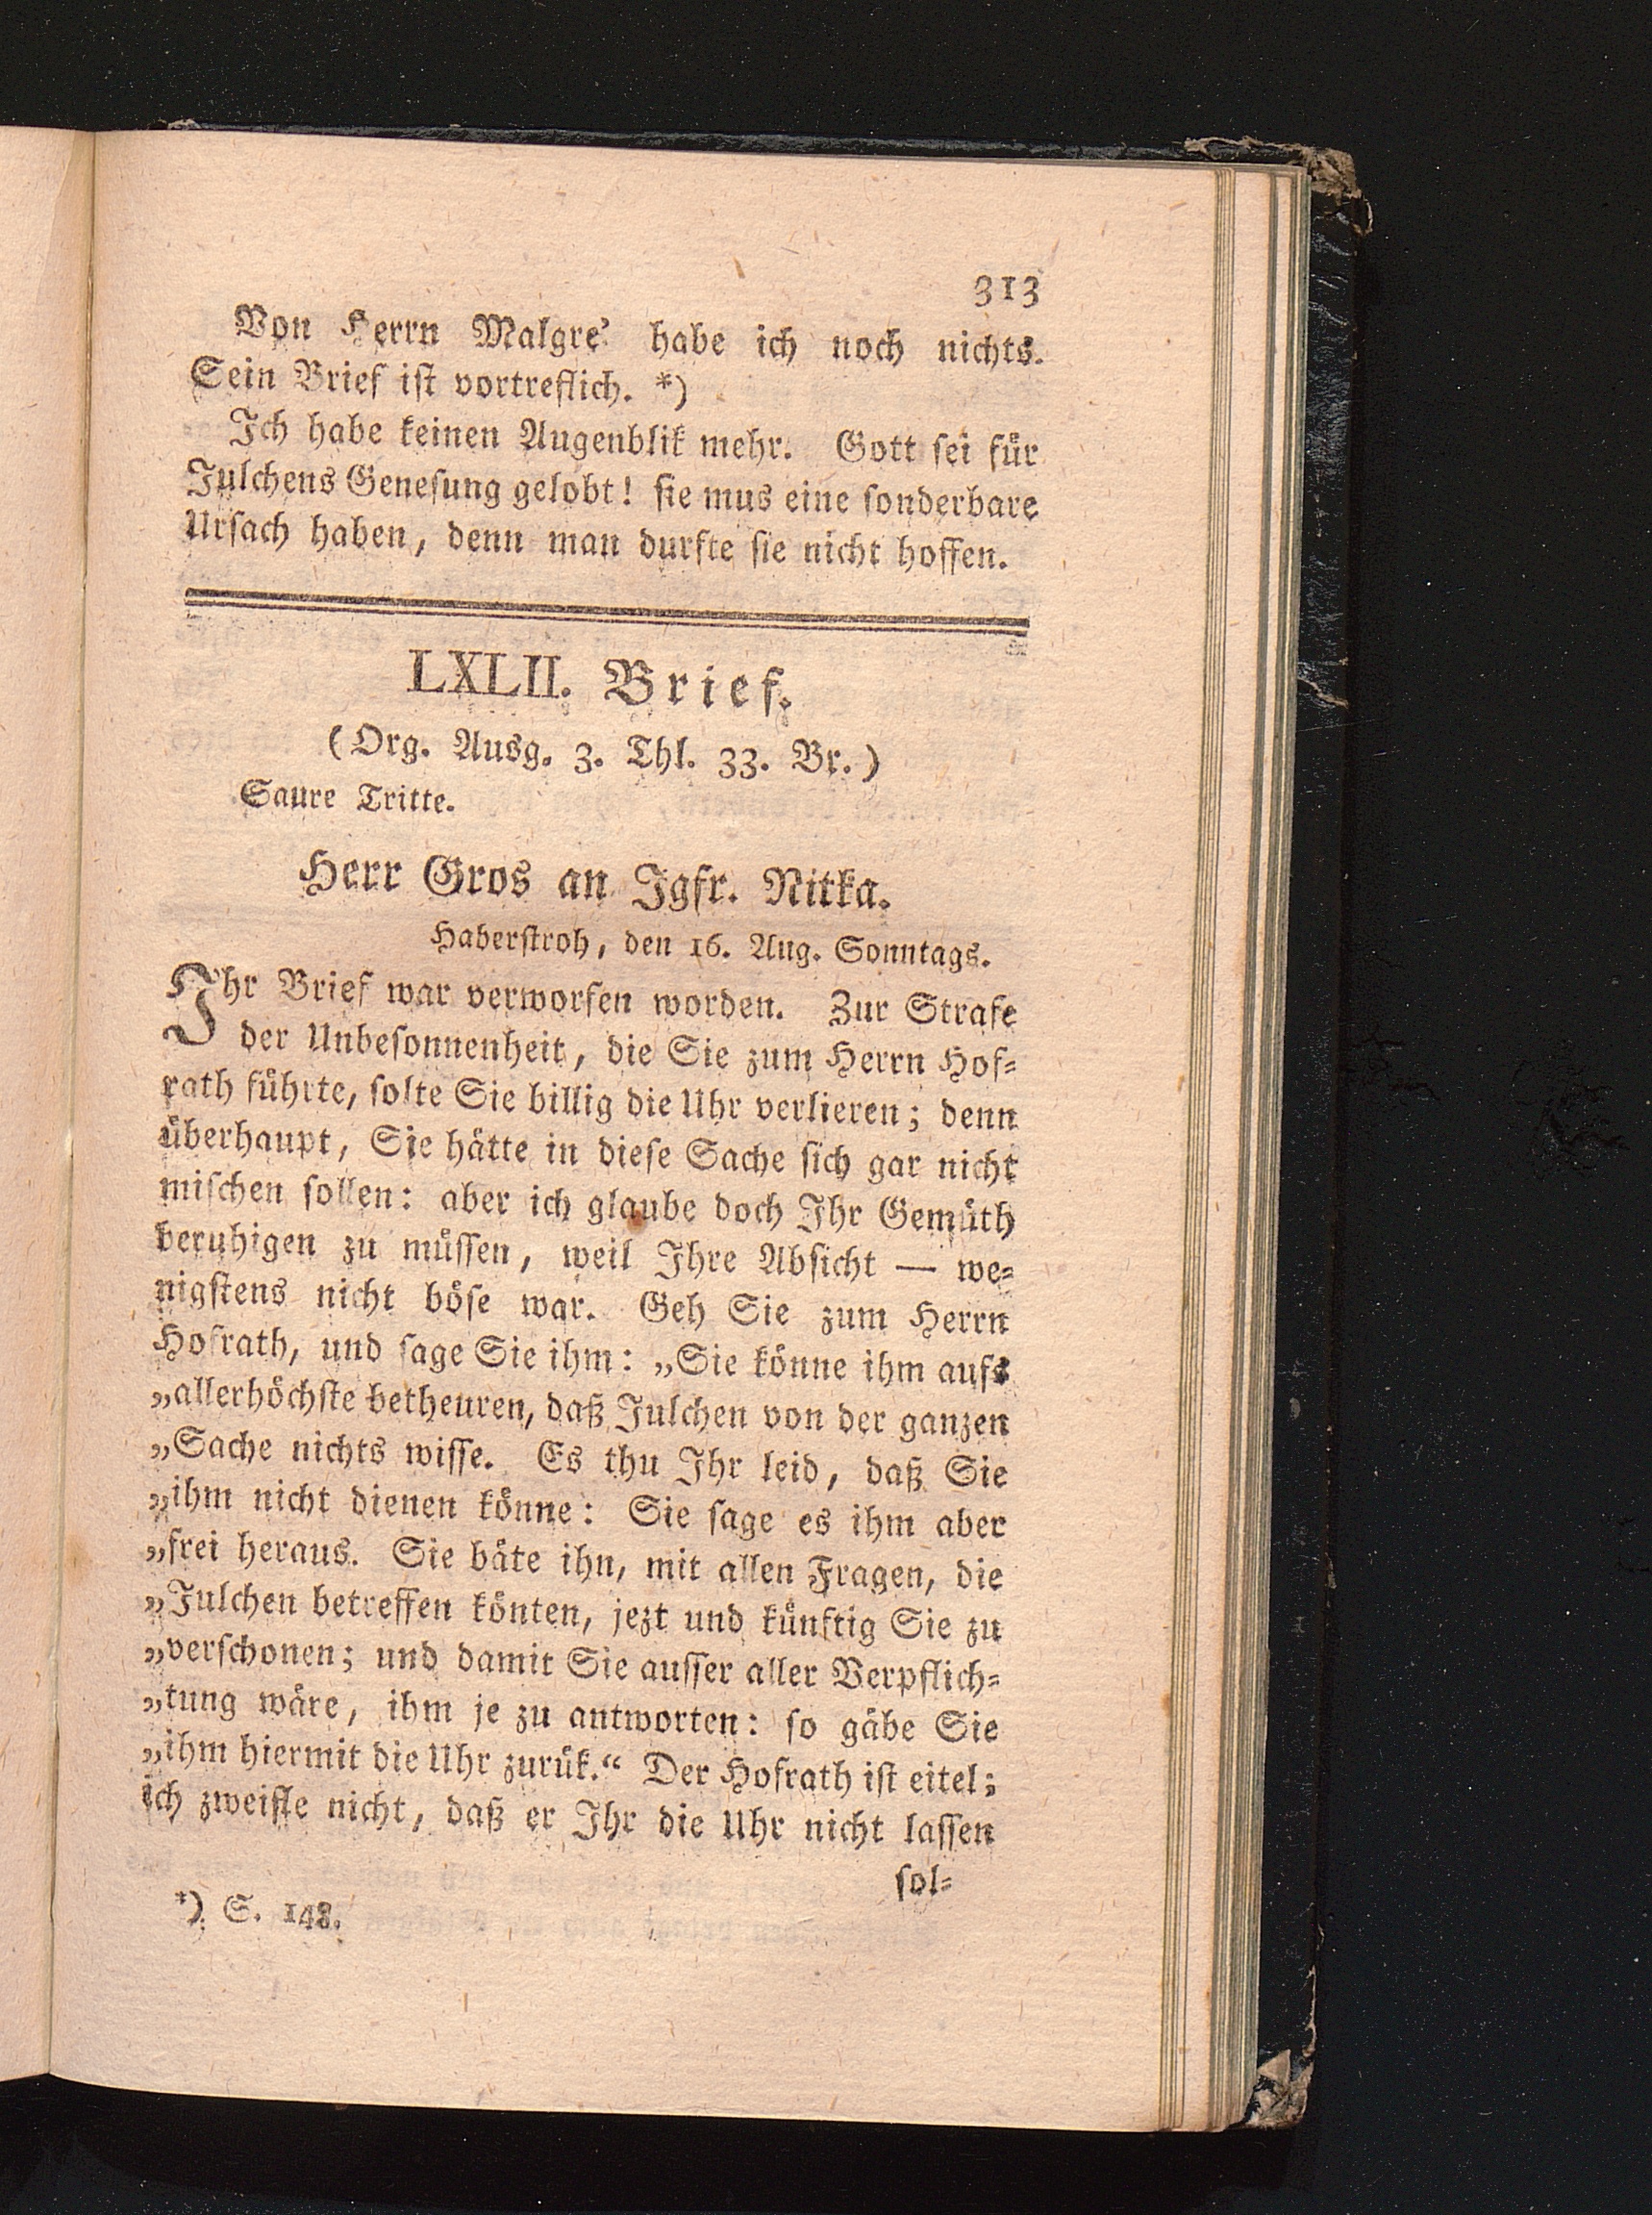 313
Von Herrn Malgre' habe ich noch nichts.
Sein Brief iſt vortreflich. *)
Ich habe keinen Augenblik mehr. Gott ſei für
Julchens Geneſung gelobt! ſie mus eine ſonderbare
Urſach haben, denn man durfte ſie nicht hoffen.
LXLII. Brief.
(Org. Ausg. 3. Thl. 33. Br.)
Saure Tritte.
Herr Gros an Jgfr. Nitka.
Haberſtroh, den 16. Aug. Sonntags.
Ihr Brief war verworfen worden. Zur Strafe
der Unbeſonnenheit, die Sie zum Herrn Hof⸗
rath führte, ſolte Sie billig die Uhr verlieren; denn
überhaupt, Sie hätte in dieſe Sache ſich gar nicht
miſchen ſollen: aber ich glaube doch Ihr Gemüth
beruhigen zu müſſen, weil Ihre Abſicht — we⸗
nigſtens nicht böſe war. Geh Sie zum Herrn
Hofrath, und ſage Sie ihm: „Sie könne ihm aufs
„allerhöchſte betheuren, daß Julchen von der ganzen
„Sache nichts wiſſe. Es thu Ihr leid, daß Sie
„ihm nicht dienen könne: Sie ſage es ihm aber
„frei heraus. Sie bäte ihn, mit allen Fragen, die
„Julchen betreffen könten, jezt und künftig Sie zu
„verſchonen; und damit Sie auſſer aller Verpflich⸗
„tung wäre, ihm je zu antworten: ſo gäbe Sie
„ihm hiermit die Uhr zurük.“ Der Hofrath iſt eitel;
ich zweifle nicht, daß er Ihr die Uhr nicht laſſen
ſol⸗
*) S. 148.